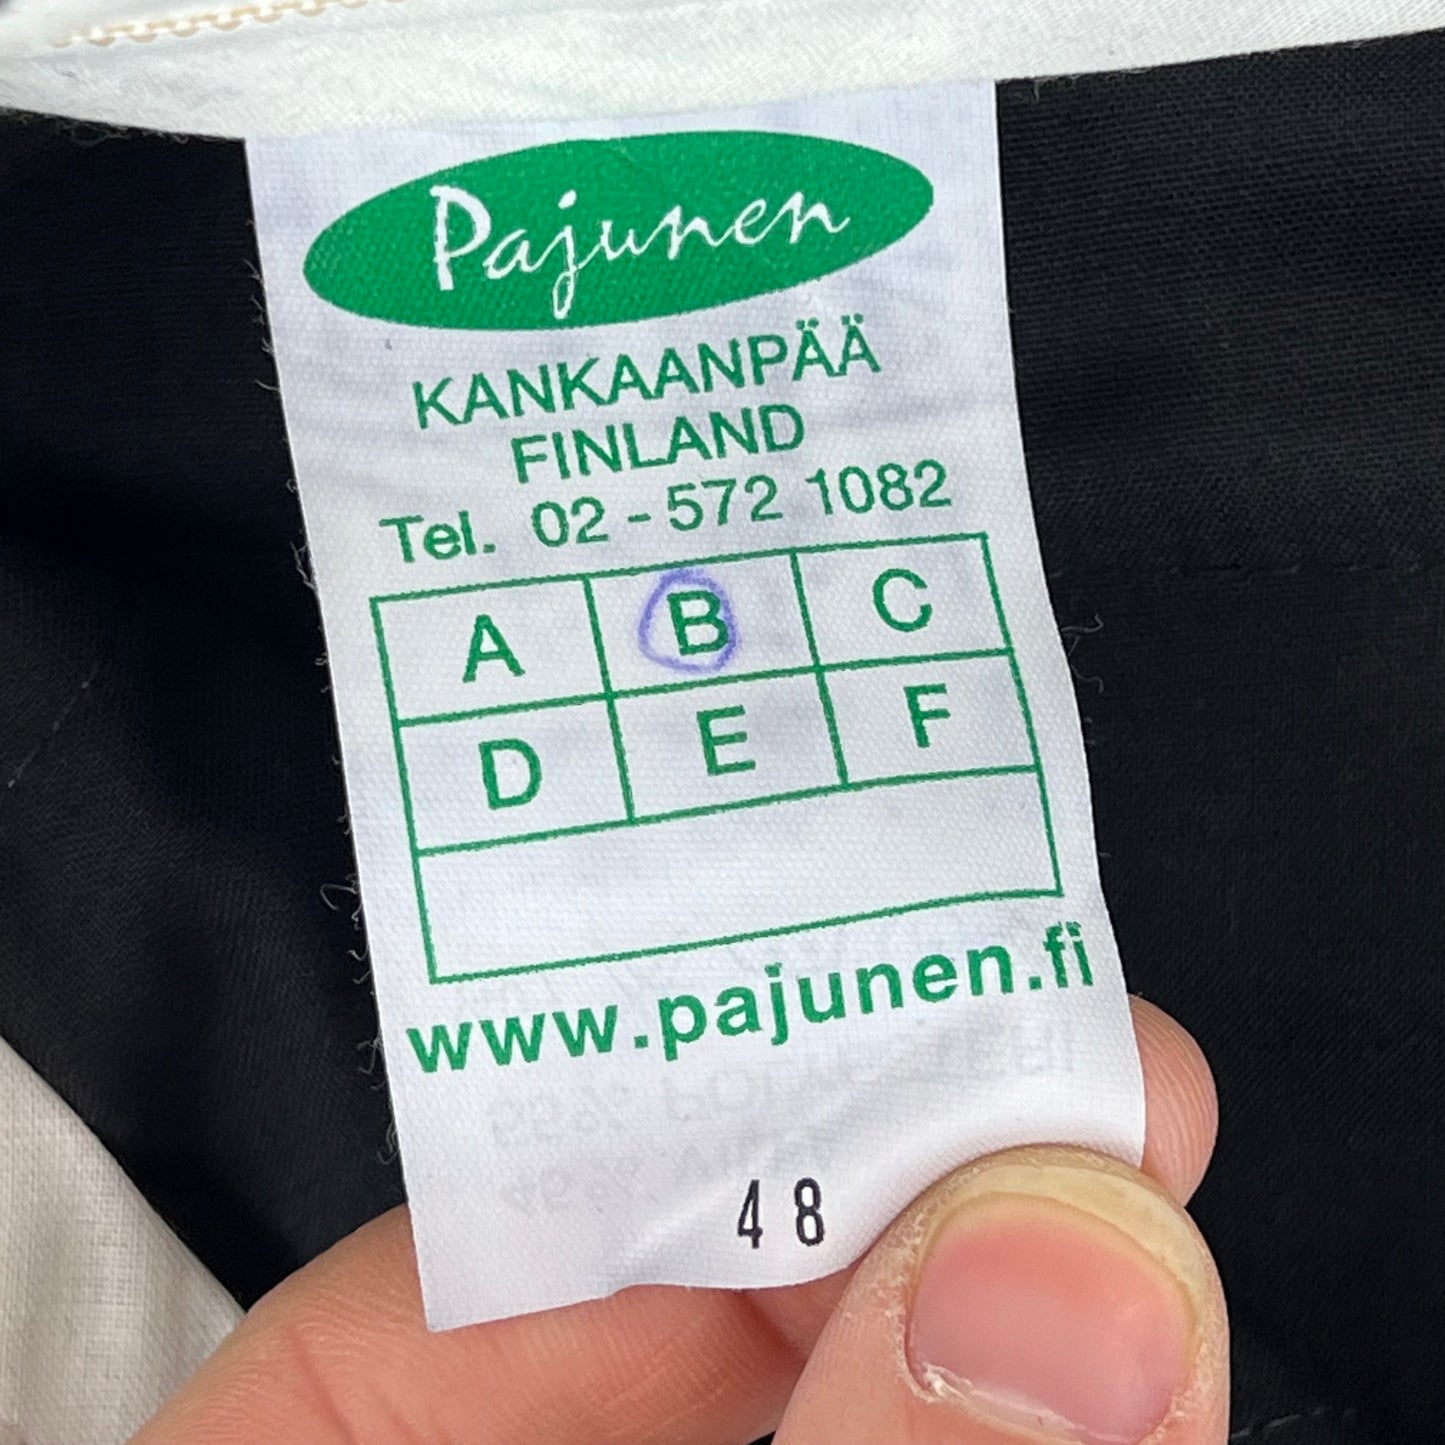 Pajunen
KANKAANPÄÄ
FINLAND
Tel. 02 - 572 1082
A B C
D E F
www.pajunen.fi
48